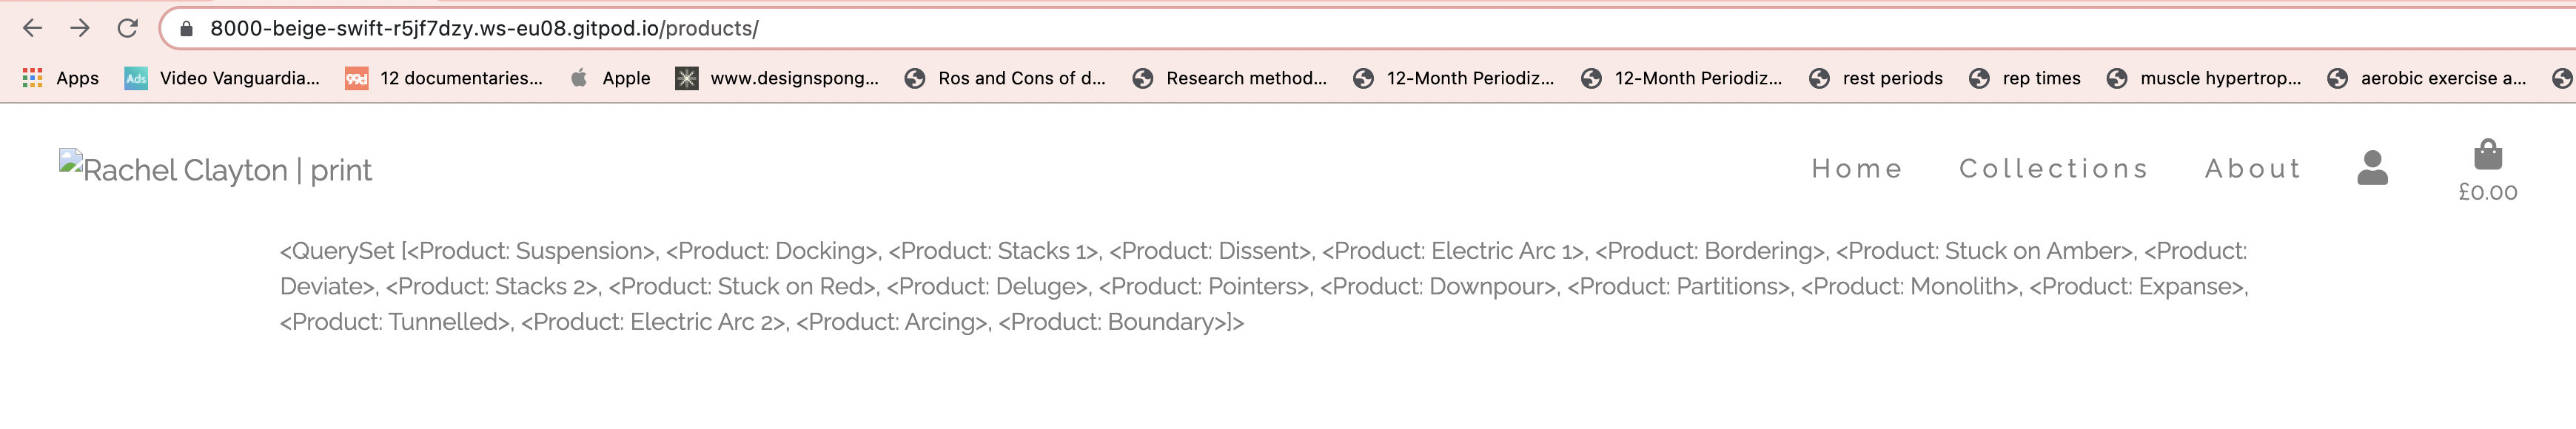 8000-beige-swift-r5jf7dzy.ws-eu08.gitpod.io/products/
Apps Ads Video Vanguardia... 99d 12 documentaries... Apple www.designspong... Ros and Cons of d... Research method... 12-Month Periodiz... 12-Month Periodiz... rest periods rep times muscle hypertrop... aerobic exercise a...
Rachel Clayton | print Home Collections About
£0.00
<QuerySet [<Product: Suspension>, <Product: Docking>, <Product: Stacks 1>, <Product: Dissent>, <Product: Electric Arc 1>, <Product: Bordering>, <Product: Stuck on Amber>, <Product:
Deviate>, <Product: Stacks 2>, <Product: Stuck on Red>, <Product: Deluge>, <Product: Pointers>, <Product: Downpour>, <Product: Partitions>, <Product: Monolith>, <Product: Expanse>,
<Product: Tunnelled>, <Product: Electric Arc 2>, <Product: Arcing>, <Product: Boundary>]>